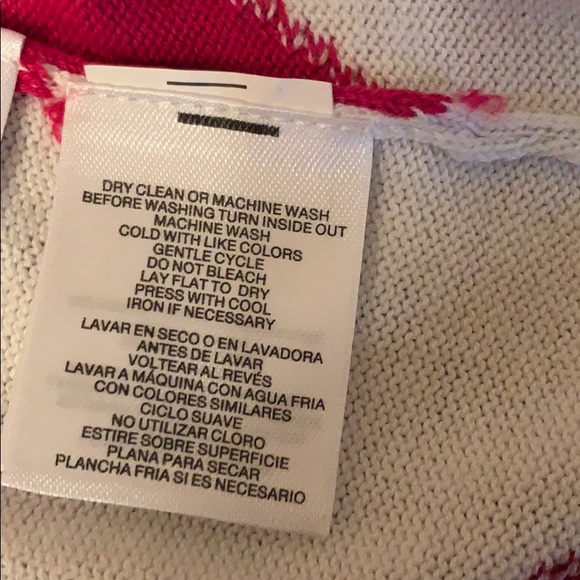 DRY CLEAN OR MACHINE WASH
BEFORE WASHING TURN INSIDE OUT
MACHINE WASH
COLD WITH LIKE COLORS
GENTLE CYCLE
DO NOT BLEACH
LAY FLAT TO DRY
PRESS WITH COOL
IRON IF NECESSARY
LAVAR EN SECO O EN LAVADORA
ANTES DE LAVAR
VOLTEAR AL REVÉS
LAVAR A MÁQUINA CON AGUA FRIA
CON COLORES SIMILARES
CICLO SUAVE
NO UTILIZAR CLORO
ESTIRE SOBRE SUPERFICIE
PLANA PARA SECAR
PLANCHA FRIA SI ES NECESARIO